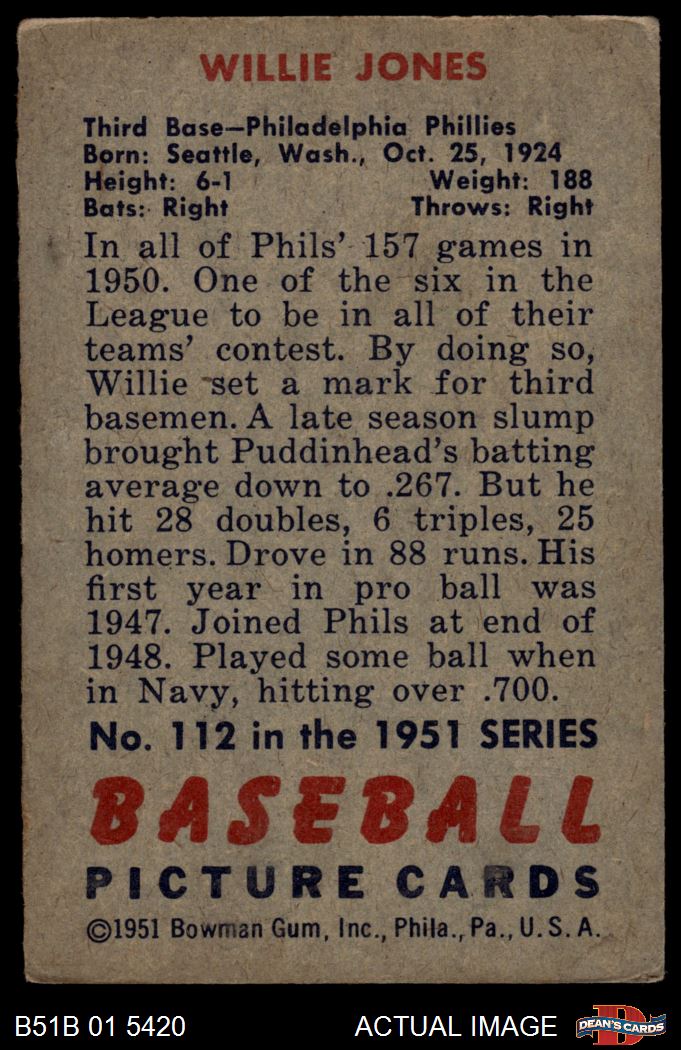 WILLIE JONES
Third Base—Philadelphia Phillies
Born: Seattle, Wash., Oct. 25, 1924
Height: 6-1 Weight: 188
Bats: Right Throws: Right
In all of Phils' 157 games in
1950. One of the six in the
League to be in all of their
teams' contest. By doing so,
Willie set a mark for third
basemen. A late season slump
brought Puddinhead's batting
average down to .267. But he
hit 28 doubles, 6 triples, 25
homers. Drove in 88 runs. His
first year in pro ball was
1947. Joined Phils at end of
1948. Played some ball when
in Navy, hitting over .700.
No. 112 in the 1951 SERIES
BASEBALL
PICTURE CARDS
©1951 Bowman Gum, Inc., Phila., Pa., U.S.A.
B51B 01 5420 ACTUAL IMAGE D DEAN'S CARDS